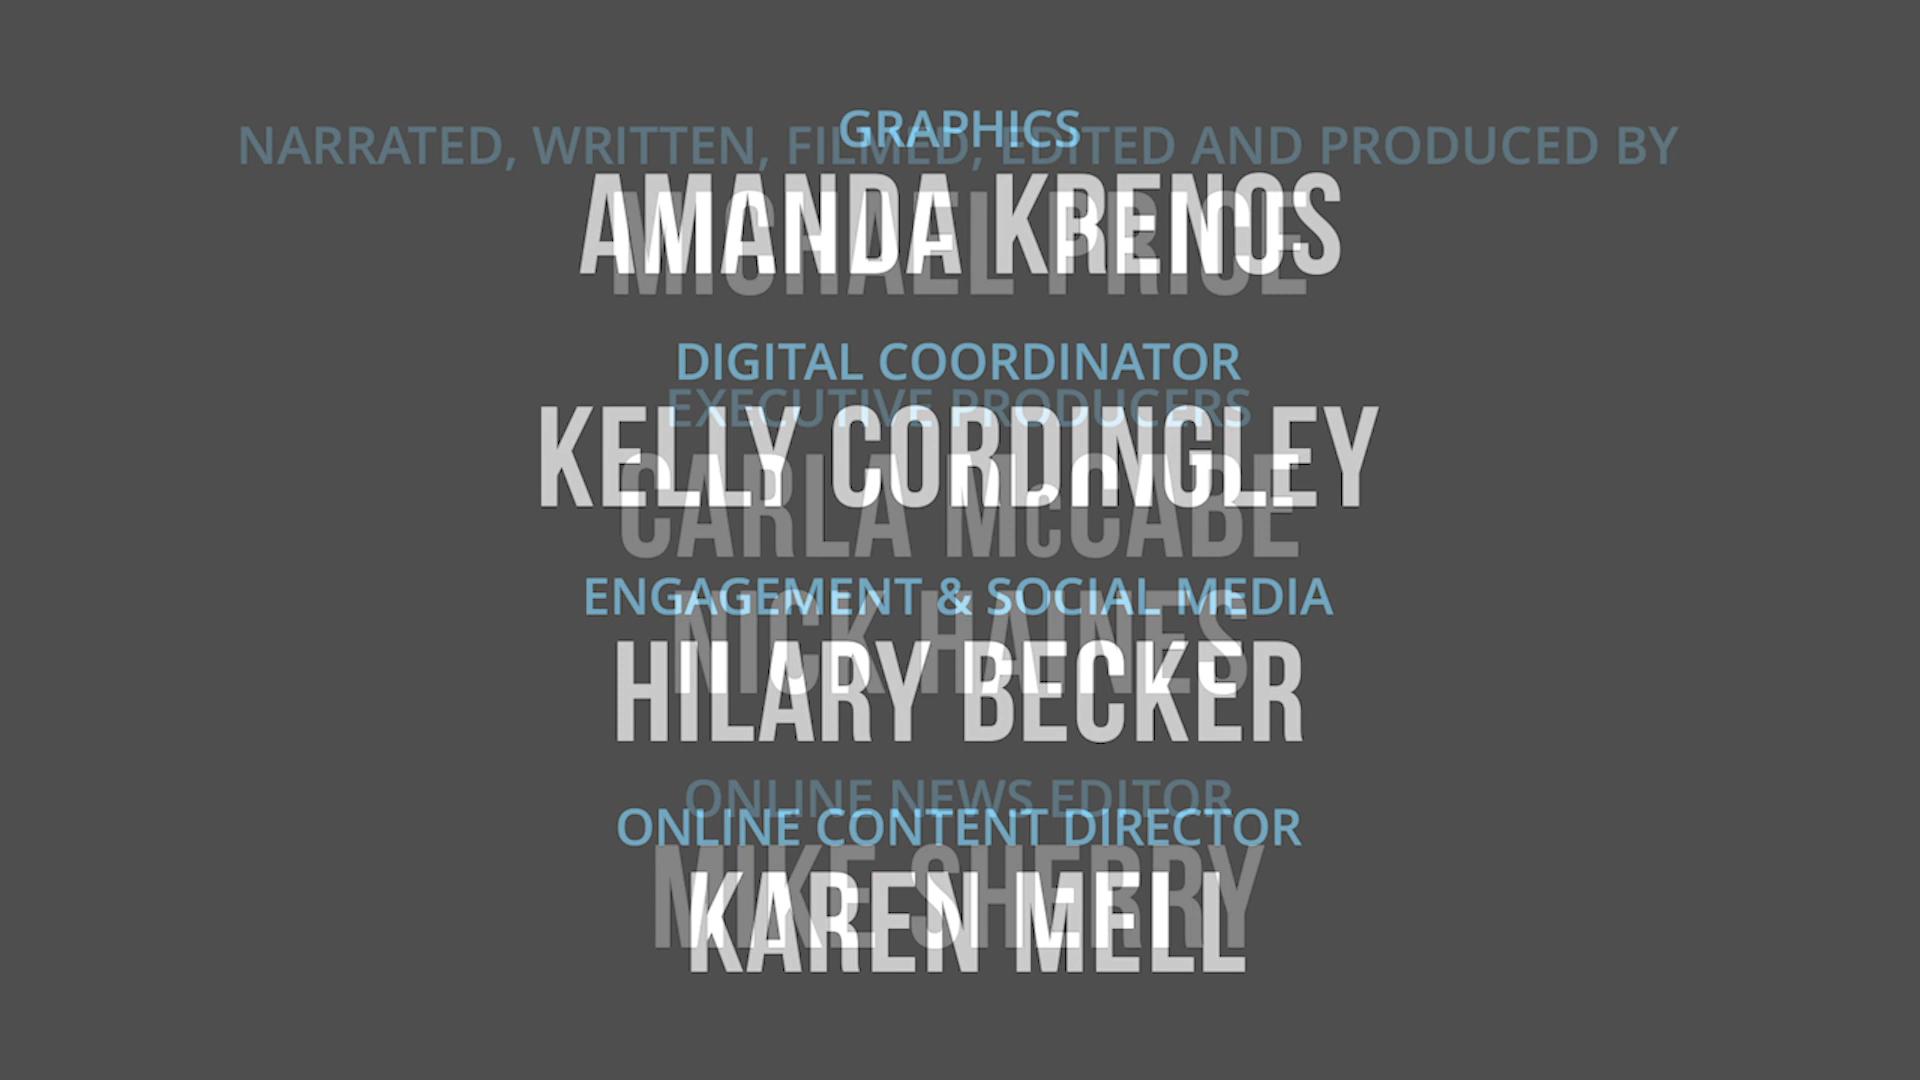 GRAPHICS
NARRATED, WRITTEN, FILMED, EDITED AND PRODUCED BY
AMANDA KRENOS
MICHAEL PRICE
DIGITAL COORDINATOR
EXECUTIVE PRODUCERS
KELLY CORDINGLEY
CARLA McCABE
ENGAGEMENT & SOCIAL MEDIA
NICK HAINES
HILARY BECKER
ONLINE NEWS EDITOR
ONLINE CONTENT DIRECTOR
MIKE SHERRY
KAREN MELL